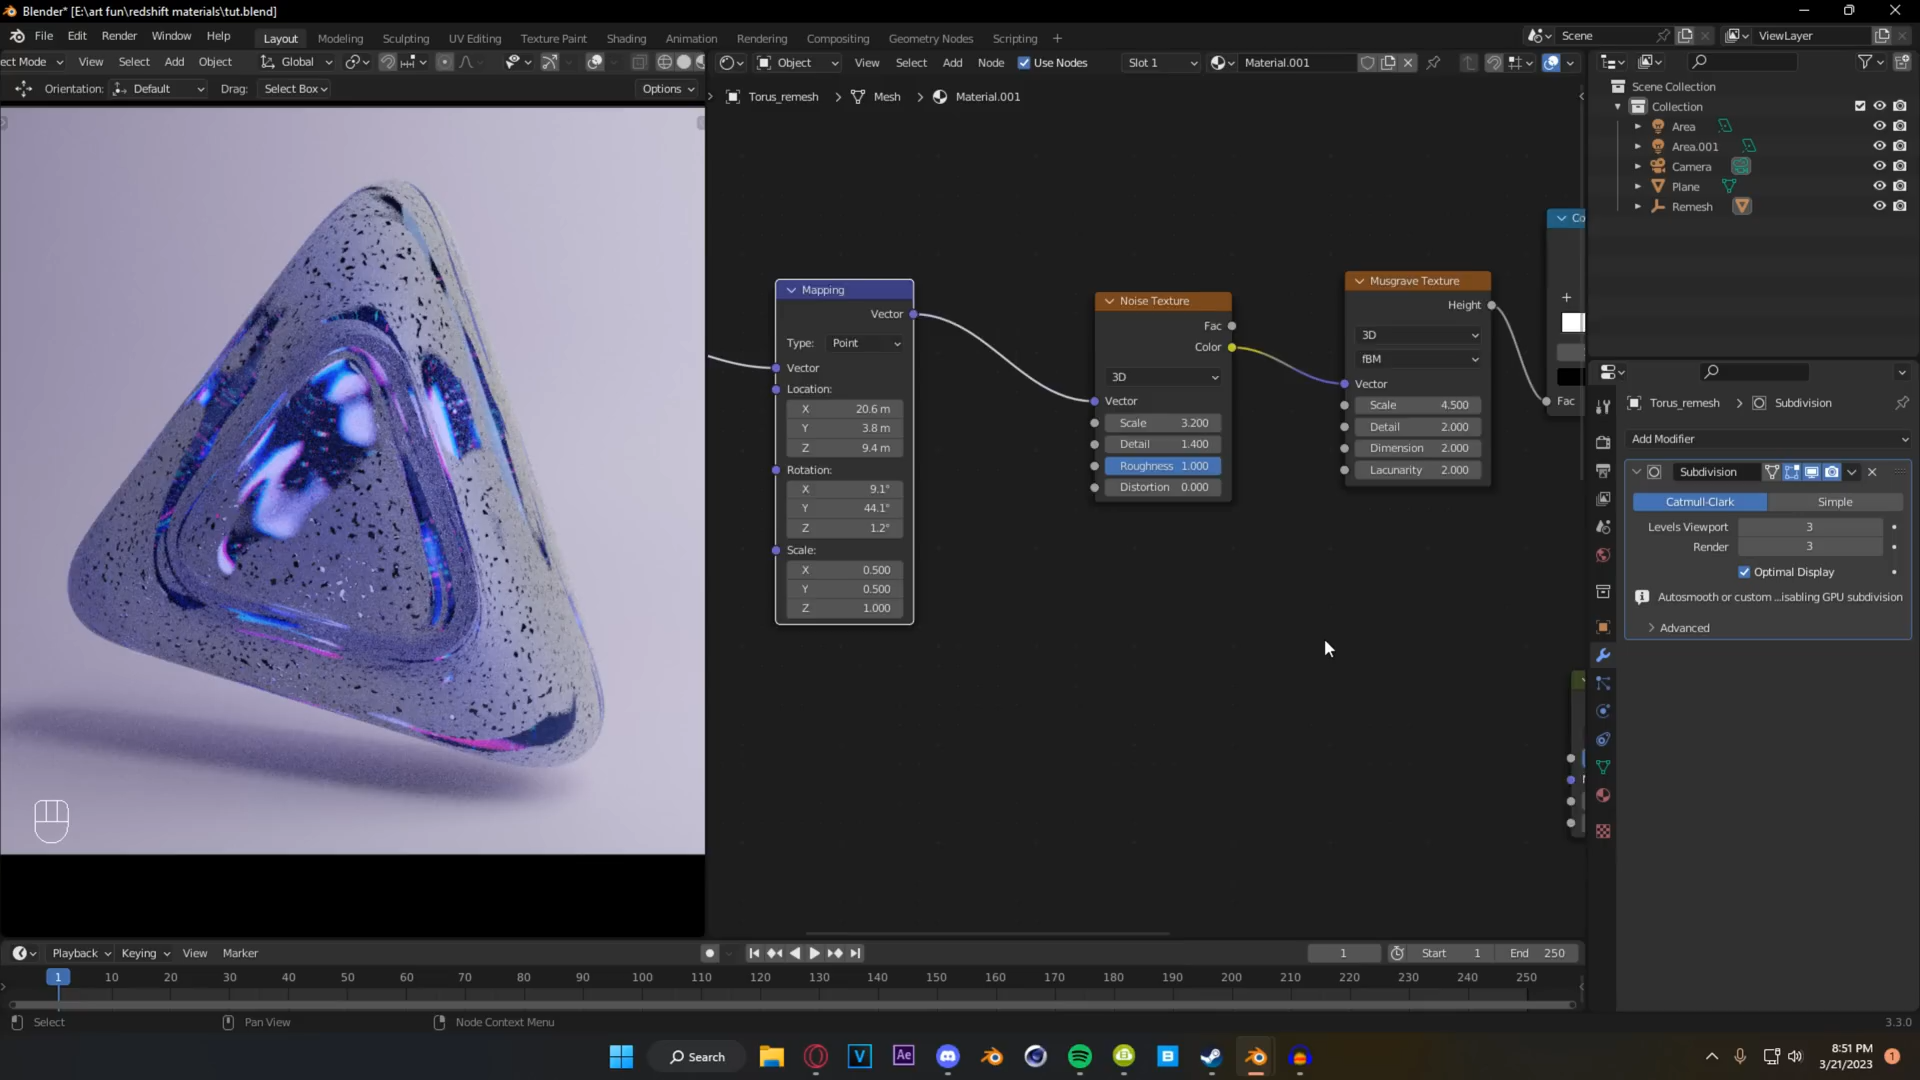 Blender* [E:\art fun\redshift materials\tut.blend]
File Edit Render Window Help Layout Modeling Sculpting UV Editing Texture Paint Shading Animation Rendering Compositing Geometry Nodes Scripting + Scene ViewLayer
ect Mode View Select Add Object Global Object View Select Add Node Use Nodes Slot 1 Material.001
Orientation: Default Drag: Select Box Options
Torus_remesh > Mesh > Material.001
Scene Collection
Collection
Area
Area.001
Camera
Plane
Remesh
Mapping
Vector
Type: Point
Vector
Location:
X 20.6 m
Y 3.8 m
Z 9.4 m
Rotation:
X 9.1°
Y 44.1°
Z 1.2°
Scale:
X 0.500
Y 0.500
Z 1.000
Noise Texture
Fac
Color
3D
Vector
Scale 3.200
Detail 1.400
Roughness 1.000
Distortion 0.000
Musgrave Texture
Height
3D
fBM
Vector
Scale 4.500
Detail 2.000
Dimension 2.000
Lacunarity 2.000
Co
Fac
Torus_remesh > Subdivision
Add Modifier
Subdivision
Catmull-Clark Simple
Levels Viewport 3
Render 3
Optimal Display
Autosmooth or custom ...isabling GPU subdivision
Advanced
Playback Keying View Marker 1 Start 1 End 250
1 10 20 30 40 50 60 70 80 90 100 110 120 130 140 150 160 170 180 190 200 210 220 230 240 250
Select Pan View Node Context Menu 3.3.0
Search
8:51 PM
3/21/2023
1